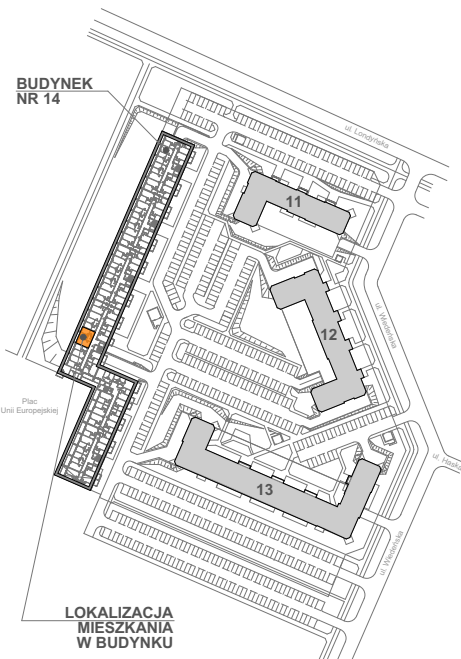 BUDYNEK
NR 14
ul. Londyńska
11
ul. Wiedeńska
12
Plac
Unii Europejskiej
ul. Haska
13
ul. Wiedeńska
LOKALIZACJA
MIESZKANIA
W BUDYNKU